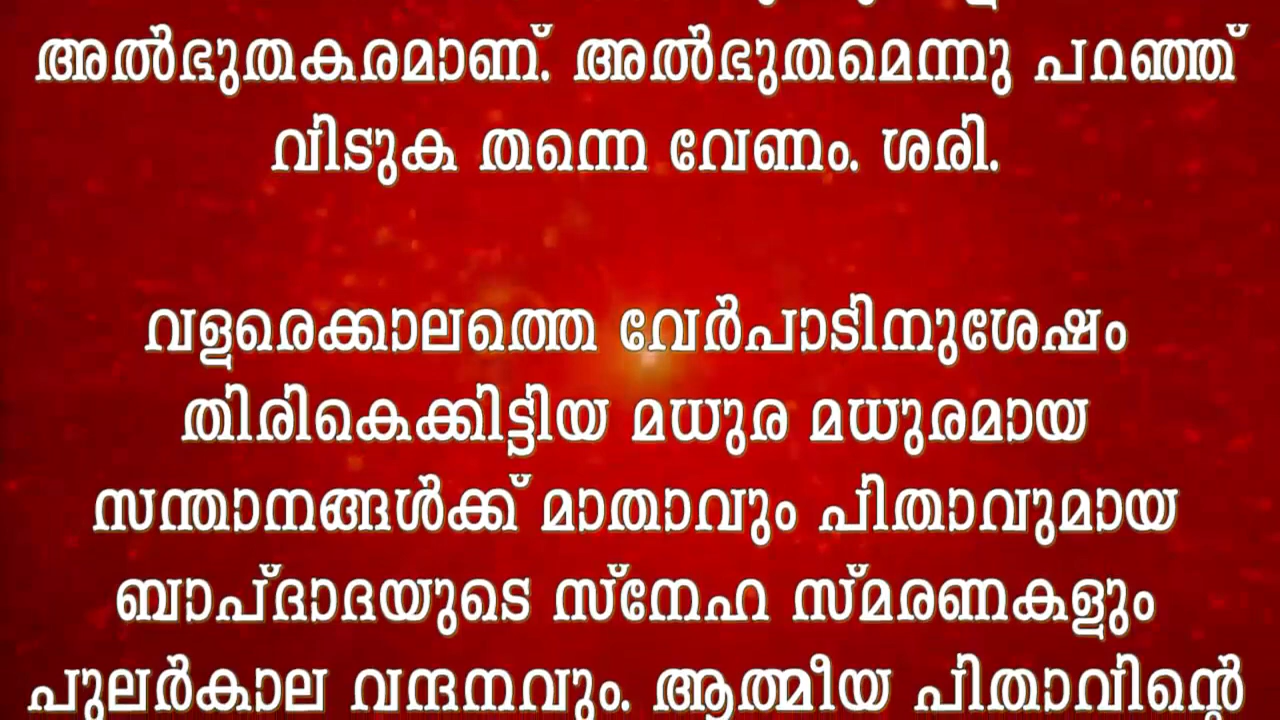 അൽഭുതകരമാണ്. അൽഭുതമെന്നു പറഞ്ഞ്
വിടുക തന്നെ വേണം. ശരി.
വളരെക്കാലത്തെ വേർപാടിനുശേഷം
തിരികെക്കിട്ടിയ മധുര മധുരമായ
സന്താനങ്ങൾക്ക് മാതാവും പിതാവുമായ
ബാപ്ദാദയുടെ സ്നേഹ സ്മരണകളും
പുലർകാല വന്ദനവും. ആത്മീയ പിതാവിന്റെ